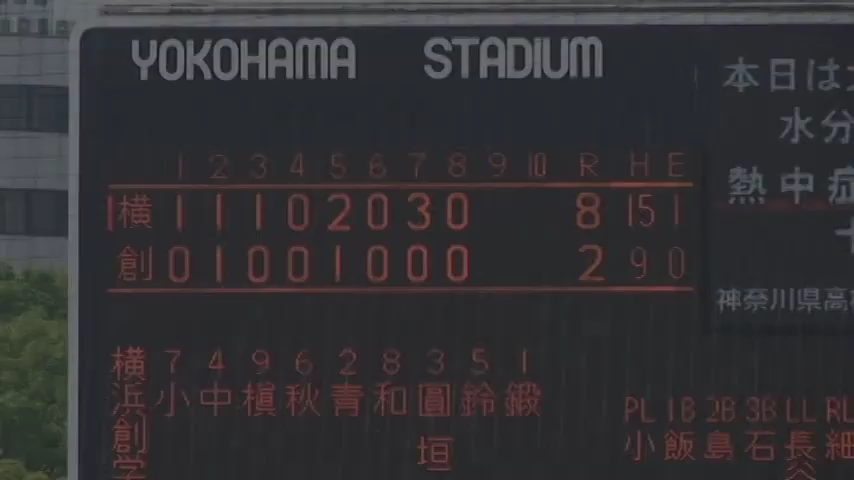 YOKOHAMA STADIUM
本日は
水分
熱中症
1 2 3 4 5 6 7 8 9 10 R H E
横 1 1 1 0 2 0 3 0 8 15 1
創 0 1 0 0 1 0 0 0 2 9 0
神奈川県高
横浜創学
7 4 9 6 2 8 3 5 1
小 中 槇 秋 青 和 圓垣 鈴 鍛
PL 1B 2B 3B LL RL
小 飯 島 石 長 細